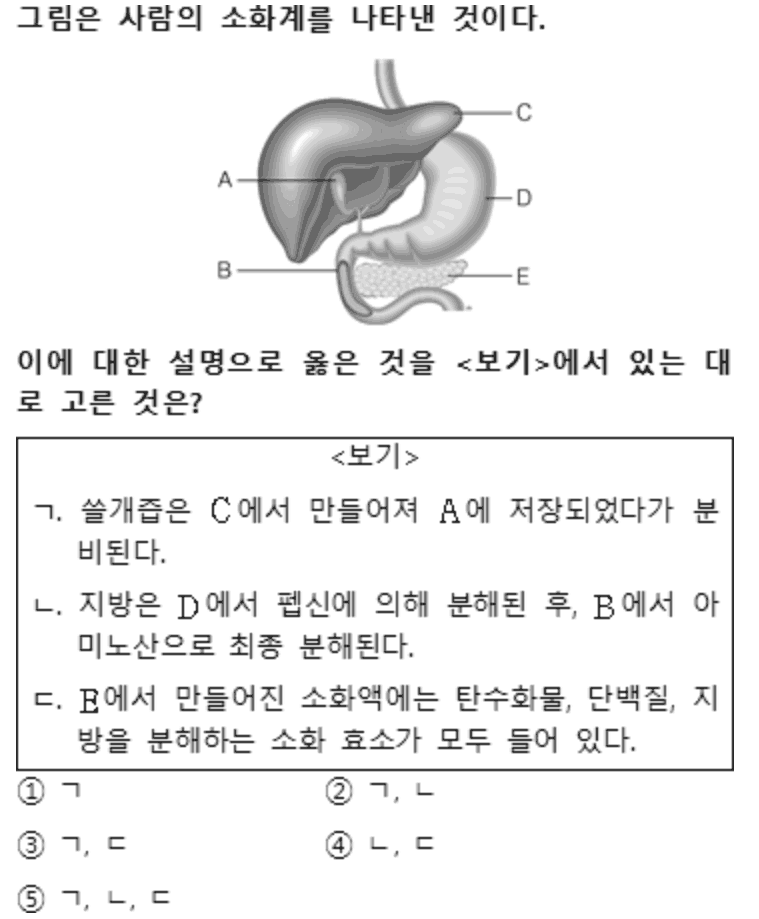 그림은 사람의 소화계를 나타낸 것이다.
C
A
D
B
E
이에 대한 설명으로 옳은 것을 <보기>에서 있는 대
로 고른 것은?
<보기>
ㄱ. 쓸개즙은 C에서 만들어져 A에 저장되었다가 분
비된다.
ㄴ. 지방은 D에서 펩신에 의해 분해된 후, B에서 아
미노산으로 최종 분해된다.
ㄷ. E에서 만들어진 소화액에는 탄수화물, 단백질, 지
방을 분해하는 소화 효소가 모두 들어 있다.
① ㄱ ② ㄱ, ㄴ
③ ㄱ, ㄷ ④ ㄴ, ㄷ
⑤ ㄱ, ㄴ, ㄷ